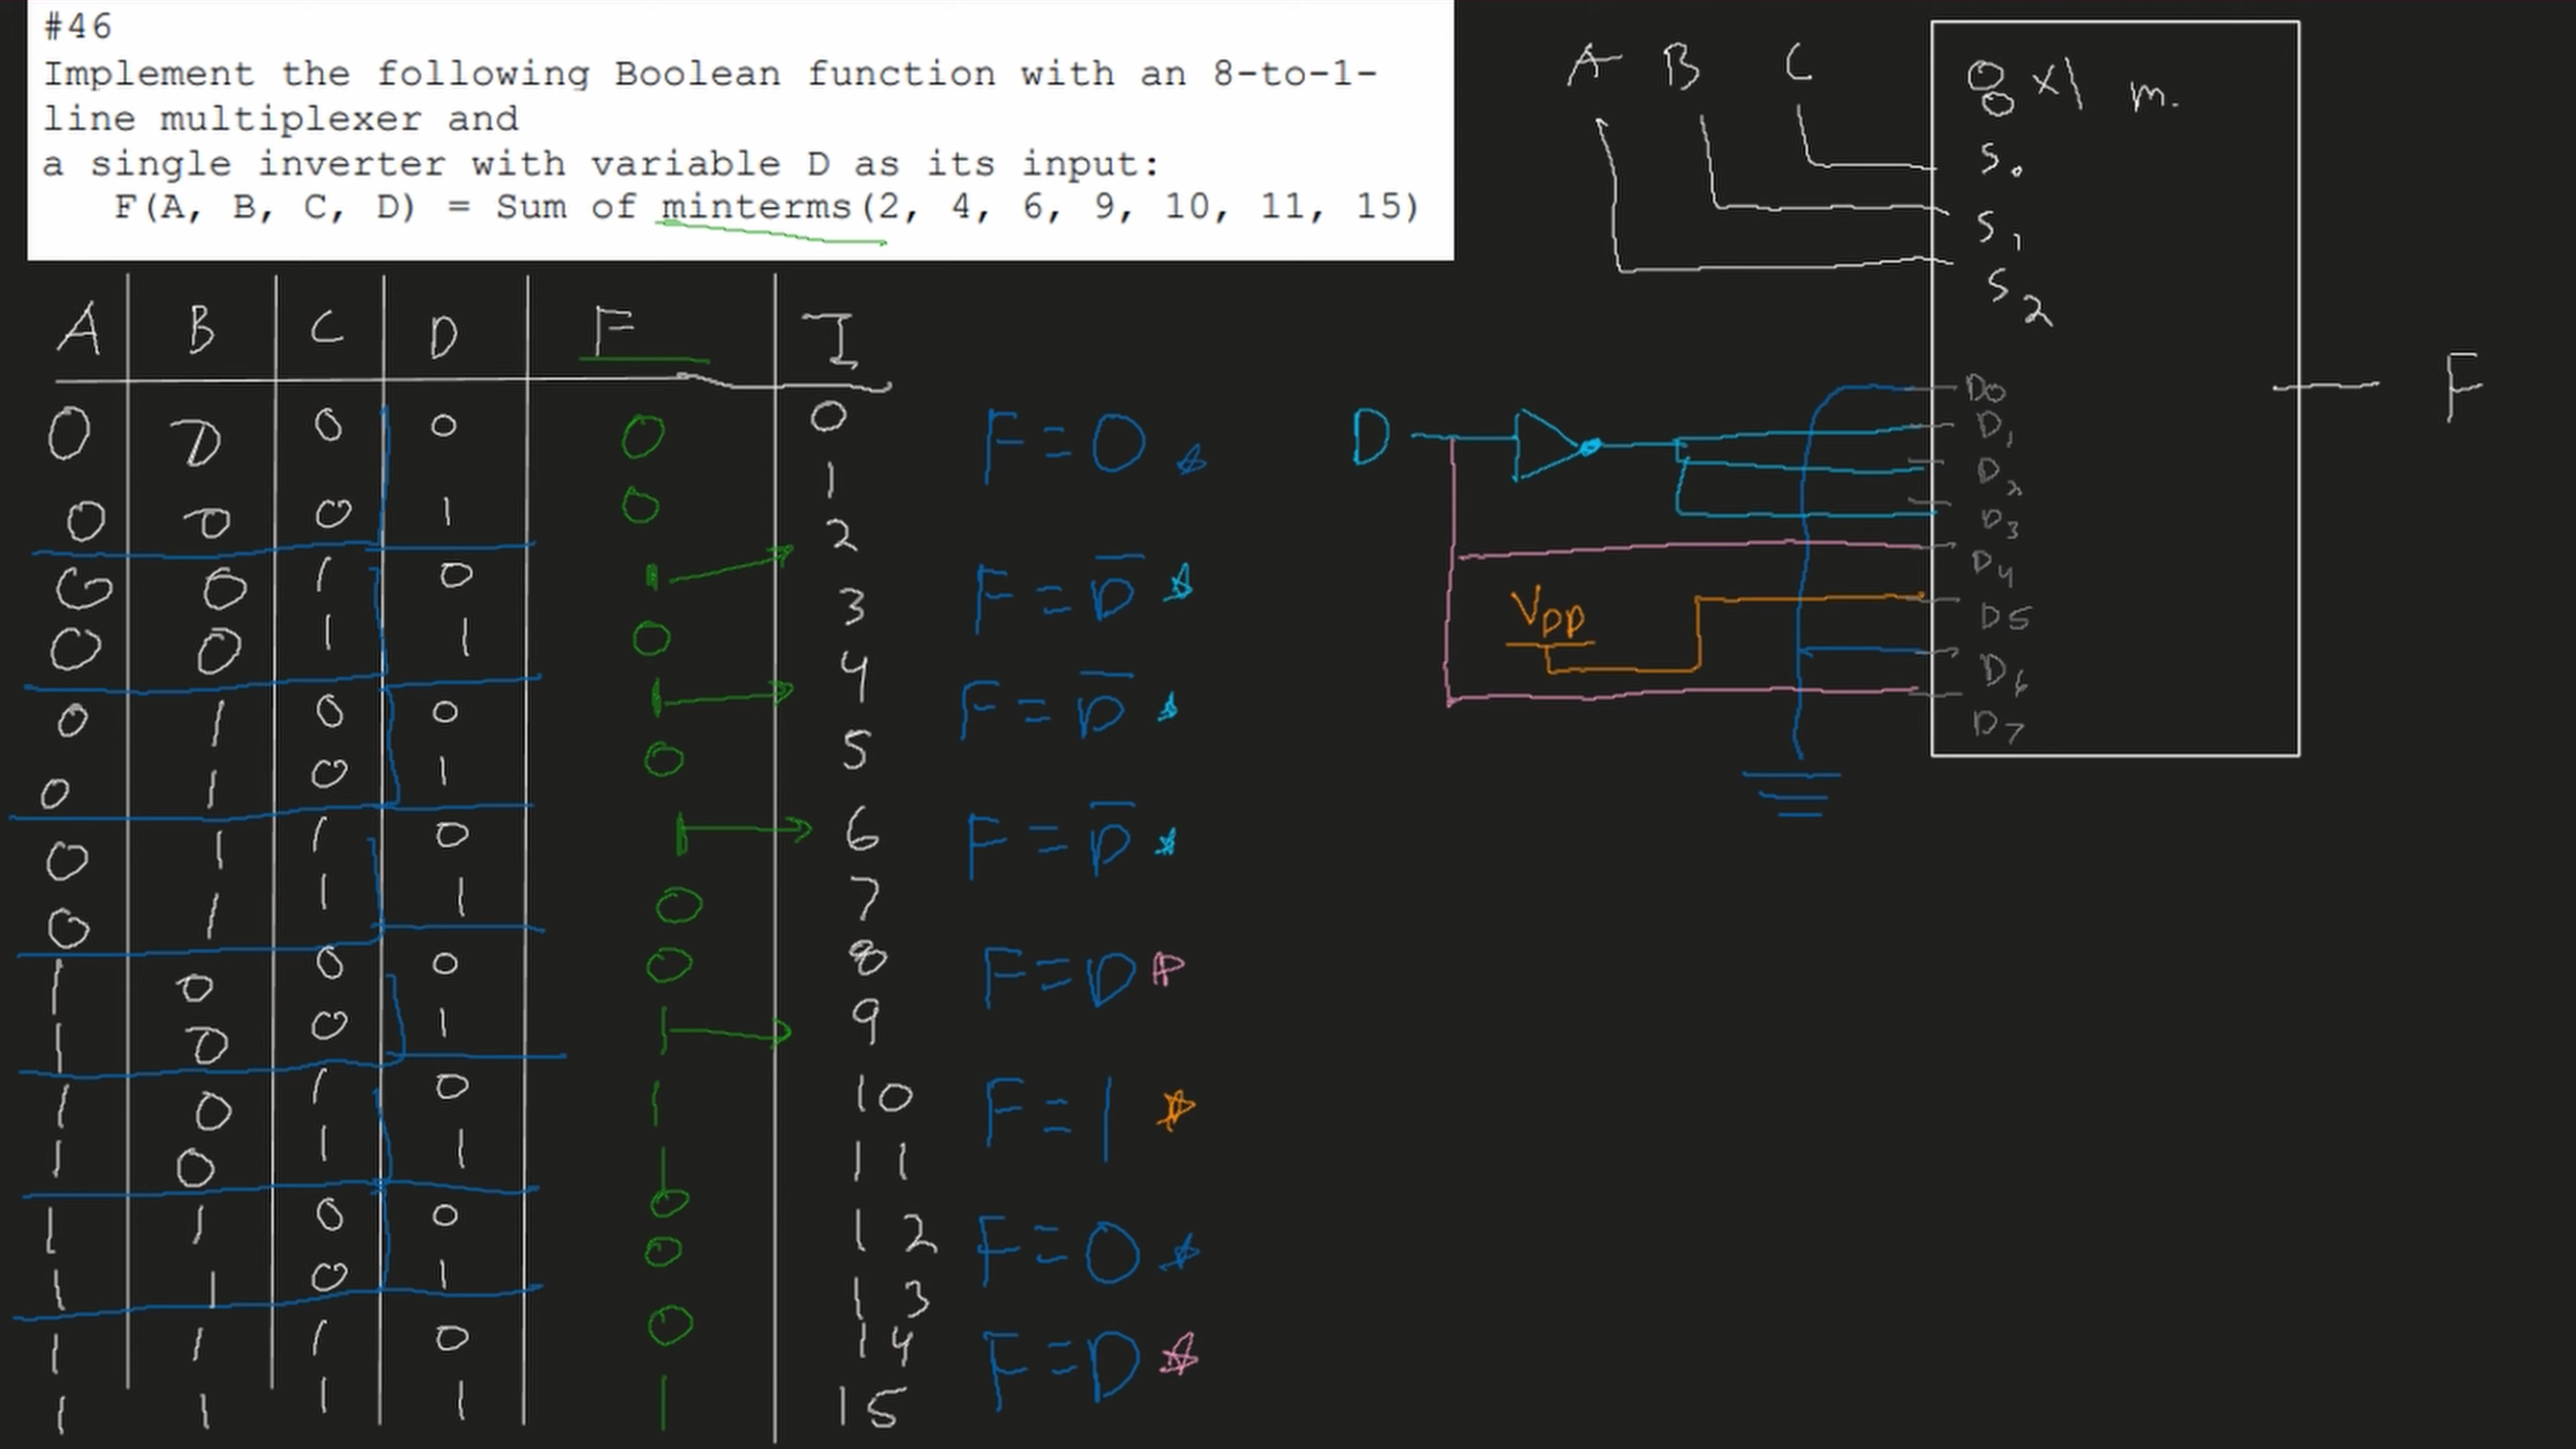 #46
Implement the following Boolean function with an 8-to-1-
line multiplexer and
a single inverter with variable D as its input:
F(A, B, C, D) = Sum of minterms(2, 4, 6, 9, 10, 11, 15)
A B C D F I
0 0 0 0 0 0
0 0 0 1 0 1
0 0 1 0 1 2
0 0 1 1 0 3
0 1 0 0 1 4
0 1 0 1 0 5
0 1 1 0 1 6
0 1 1 1 0 7
1 0 0 0 0 8
1 0 0 1 1 9
1 0 1 0 1 10
1 0 1 1 1 11
1 1 0 0 0 12
1 1 0 1 0 13
1 1 1 0 0 14
1 1 1 1 1 15
F = 0
F = D̅
F = D̅
F = D̅
F = D
F = 1
F = 0
F = D
A B C
8x1 m.
S0
S1
S2
D
VDD
D0
D1
D2
D3
D4
D5
D6
D7
F